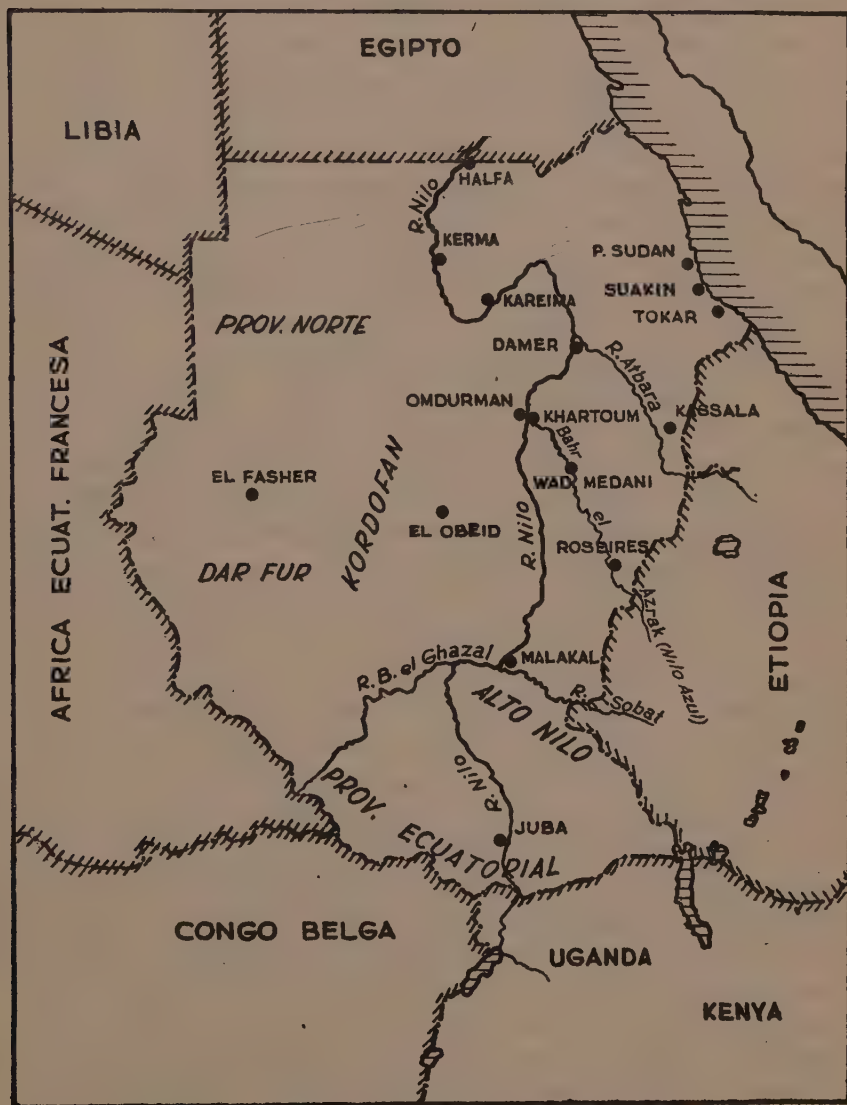 EGIPTO
LIBIA
HALFA
R. Nilo
KERMA
P. SUDAN
SUAKIN
KAREIMA
TOKAR
PROV. NORTE
DAMER
R. Atbara
AFRICA ECUAT. FRANCESA
OMDURMAN
KHARTOUM
KASSALA
Bahr el Azrak (Nilo Azul)
EL FASHER
KORDOFAN
WAD MEDANI
EL OBEID
R. Nilo
ROSEIRES
DAR FUR
ETIOPIA
MALAKAL
R. B. el Ghazal
R. Sobat
ALTO NILO
R. Nilo
PROV. ECUATORIAL
JUBA
CONGO BELGA
UGANDA
KENYA